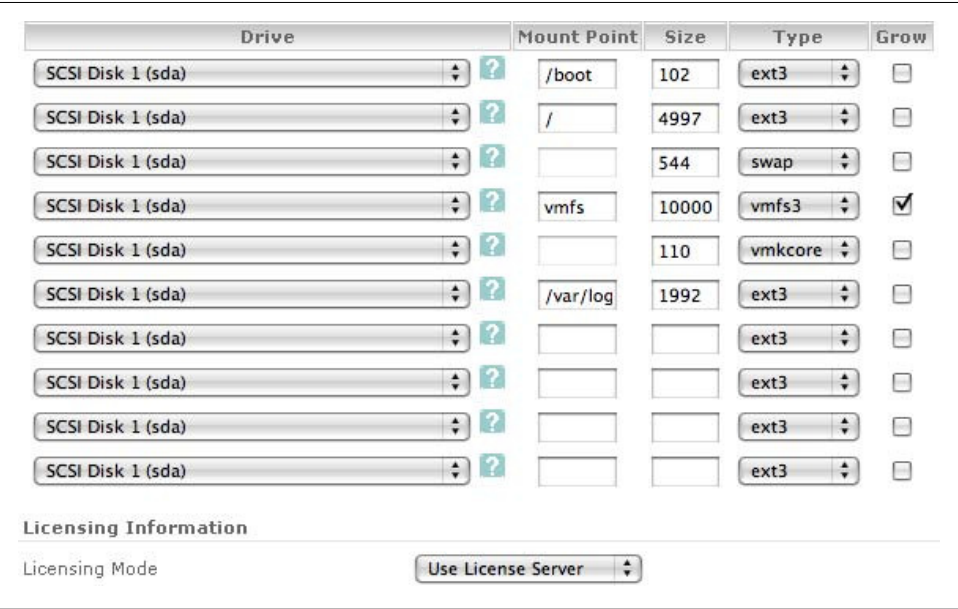 Drive Mount Point Size Type Grow
SCSI Disk 1 (sda) ? /boot 102 ext3
SCSI Disk 1 (sda) ? / 4997 ext3
SCSI Disk 1 (sda) ? 544 swap
SCSI Disk 1 (sda) ? vmfs 10000 vmfs3
SCSI Disk 1 (sda) ? 110 vmkcore
SCSI Disk 1 (sda) ? /var/log 1992 ext3
SCSI Disk 1 (sda) ? ext3
SCSI Disk 1 (sda) ? ext3
SCSI Disk 1 (sda) ? ext3
SCSI Disk 1 (sda) ? ext3
Licensing Information
Licensing Mode Use License Server